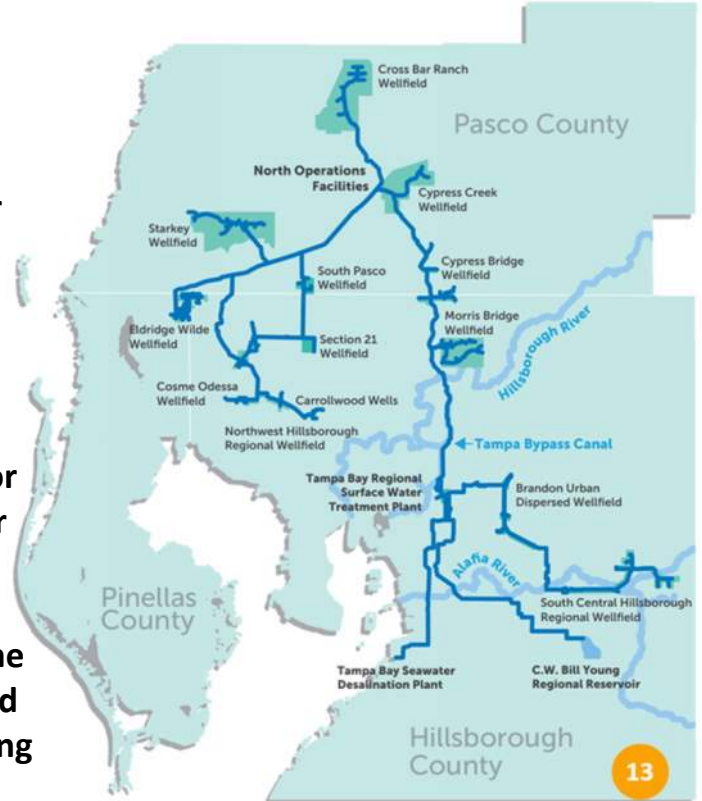 Cross Bar Ranch
Wellfield
Pasco County
North Operations
Facilities
Cypress Creek
Wellfield
Starkey
Wellfield
Cypress Bridge
Wellfield
South Pasco
Wellfield
Morris Bridge
Wellfield
Hillsborough River
Eldridge Wilde
Wellfield
Section 21
Wellfield
Cosme Odessa
Wellfield
Carrollwood Wells
Northwest Hillsborough
Regional Wellfield
Tampa Bypass Canal
Tampa Bay Regional
Surface Water
Treatment Plant
Brandon Urban
Dispersed Wellfield
or
r
Alafia River
Pinellas
County
South Central Hillsborough
Regional Wellfield
ne
d
ng
Tampa Bay Seawater
Desalination Plant
C.W. Bill Young
Regional Reservoir
Hillsborough
County
13